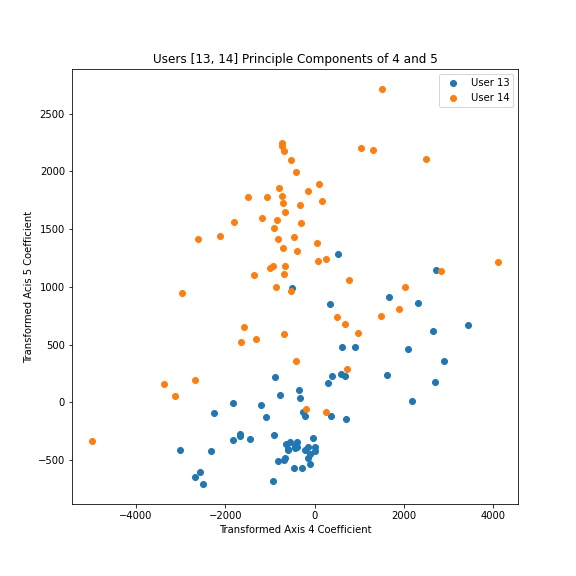 Users [13, 14] Principle Components of 4 and 5
User 13
User 14
Transformed Acis 5 Coefficient
2500
2000
1500
1000
500
0
−500
−4000 −2000 0 2000 4000
Transformed Axis 4 Coefficient